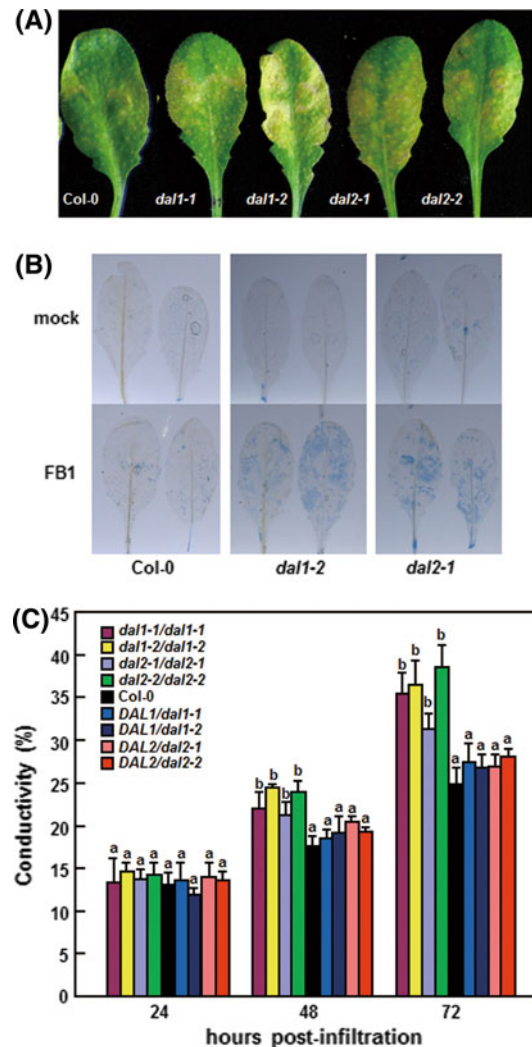 (A)
Col-0 dal1-1 dal1-2 dal2-1 dal2-2
(B)
mock
FB1
Col-0 dal1-2 dal2-1
(C)
45
40
35
30
25
20
15
10
5
0
Conductivity (%)
dal1-1/dal1-1
dal1-2/dal1-2
dal2-1/dal2-1
dal2-2/dal2-2
Col-0
DAL1/dal1-1
DAL1/dal1-2
DAL2/dal2-1
DAL2/dal2-2
a a a a a a a a a
b b b b a a a a a
b b b b a a a a a
24 48 72
hours post-infiltration